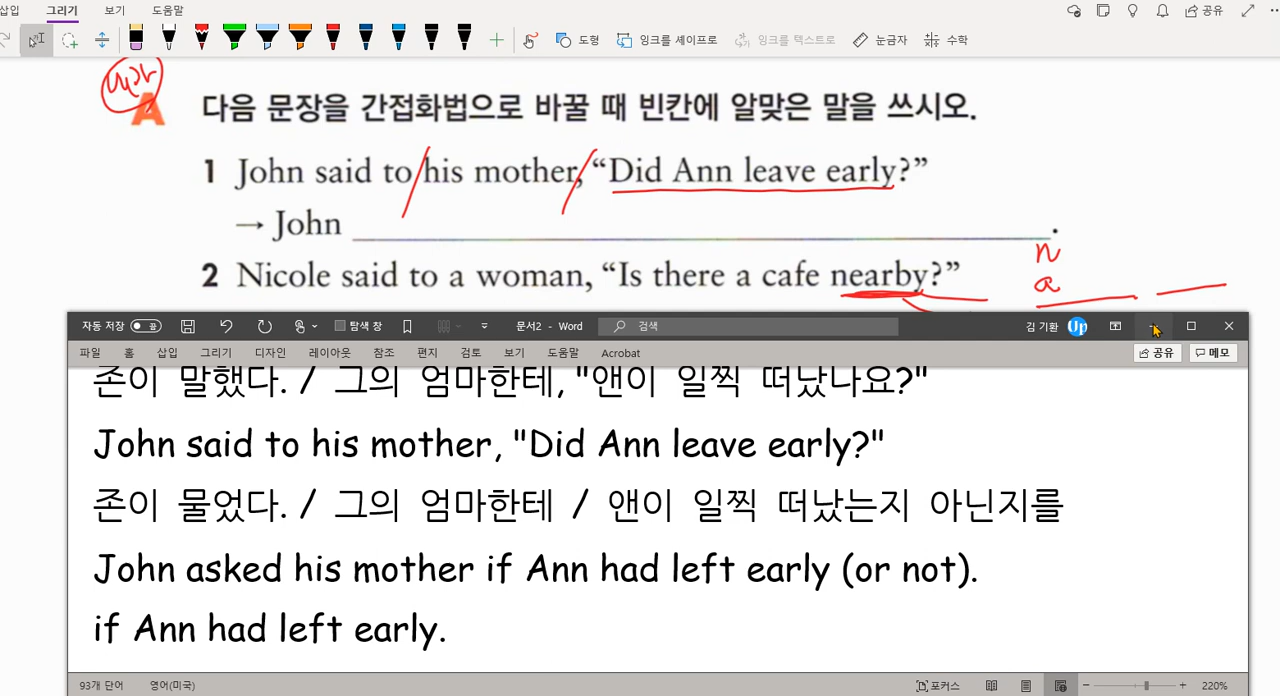 삽입 그리기 보기 도움말 공유
도형 잉크를 셰이프로 잉크를 텍스트로 눈금자 수학
A 다음 문장을 간접화법으로 바꿀 때 빈칸에 알맞은 말을 쓰시오.
1 John said to his mother, “Did Ann leave early?”
→ John .
n
2 Nicole said to a woman, “Is there a cafe nearby?”
a
자동 저장 끔 탐색 창 문서2 - Word 검색 김 기환 Up
파일 홈 삽입 그리기 디자인 레이아웃 참조 편지 검토 보기 도움말 Acrobat 공유 메모
존이 말했다. / 그의 엄마한테, "앤이 일찍 떠났나요?"
John said to his mother, "Did Ann leave early?"
존이 물었다. / 그의 엄마한테 / 앤이 일찍 떠났는지 아닌지를
John asked his mother if Ann had left early (or not).
if Ann had left early.
93개 단어 영어(미국) 포커스 220%